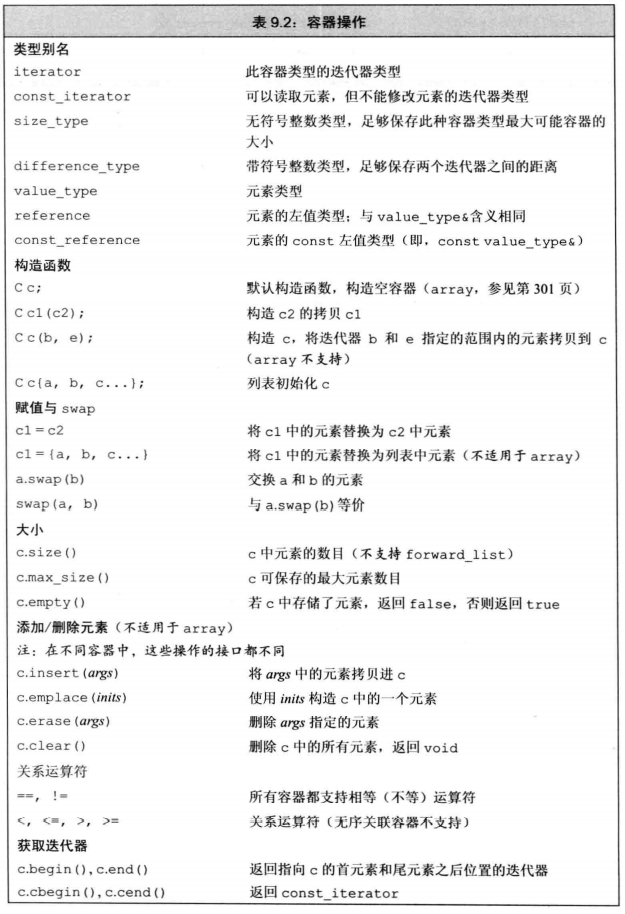 表 9.2：容器操作
类型别名
iterator 此容器类型的迭代器类型
const_iterator 可以读取元素，但不能修改元素的迭代器类型
size_type 无符号整数类型，足够保存此种容器类型最大可能容器的
大小
difference_type 带符号整数类型，足够保存两个迭代器之间的距离
value_type 元素类型
reference 元素的左值类型；与 value_type&含义相同
const_reference 元素的 const 左值类型（即，const value_type&）
构造函数
C c; 默认构造函数，构造空容器（array，参见第 301 页）
C c1(c2); 构造 c2 的拷贝 c1
C c(b, e); 构造 c，将迭代器 b 和 e 指定的范围内的元素拷贝到 c
（array 不支持）
C c{a, b, c...}; 列表初始化 c
赋值与 swap
c1 = c2 将 c1 中的元素替换为 c2 中元素
c1 = {a, b, c...} 将 c1 中的元素替换为列表中元素（不适用于 array）
a.swap(b) 交换 a 和 b 的元素
swap(a, b) 与 a.swap(b) 等价
大小
c.size() c 中元素的数目（不支持 forward_list）
c.max_size() c 可保存的最大元素数目
c.empty() 若 c 中存储了元素，返回 false，否则返回 true
添加/删除元素（不适用于 array）
注：在不同容器中，这些操作的接口都不同
c.insert(args) 将 args 中的元素拷贝进 c
c.emplace(inits) 使用 inits 构造 c 中的一个元素
c.erase(args) 删除 args 指定的元素
c.clear() 删除 c 中的所有元素，返回 void
关系运算符
==, != 所有容器都支持相等（不等）运算符
<, <=, >, >= 关系运算符（无序关联容器不支持）
获取迭代器
c.begin(), c.end() 返回指向 c 的首元素和尾元素之后位置的迭代器
c.cbegin(), c.cend() 返回 const_iterator